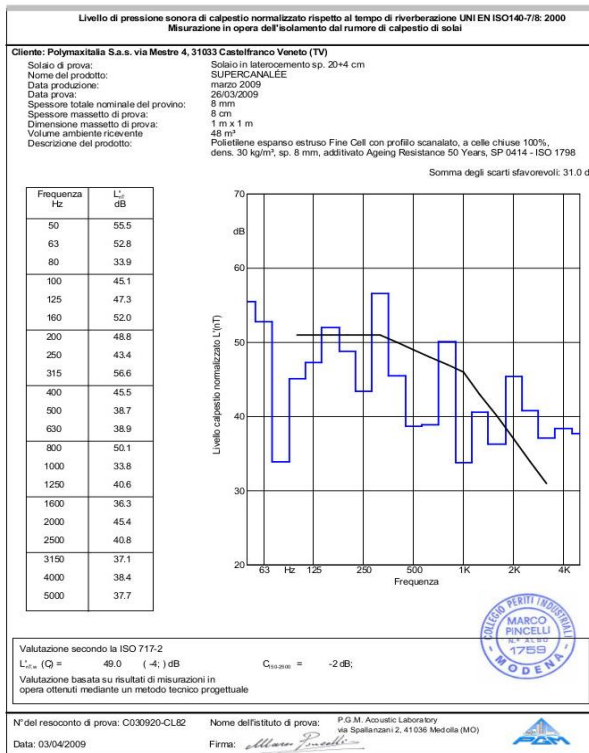 Livello di pressione sonora di calpestio normalizzato rispetto al tempo di riverberazione UNI EN ISO140-7/8: 2000
Misurazione in opera dell'isolamento dal rumore di calpestio di solai
Cliente: Polymaxitalia S.a.s. via Mestre 4, 31033 Castelfranco Veneto (TV)
Solaio di prova: Solaio in laterocemento sp. 20+4 cm
Nome del prodotto: SUPERCANALÉE
Data produzione: marzo 2009
Data prova: 26/03/2009
Spessore totale nominale del provino: 8 mm
Spessore massetto di prova: 8 cm
Dimensione massetto di prova: 1 m x 1 m
Volume ambiente ricevente 48 m³
Descrizione del prodotto: Polietilene espanso estruso Fine Cell con profilo scanalato, a celle chiuse 100%,
dens. 30 kg/m³, sp. 8 mm, additivato Ageing Resistance 50 Years, SP 0414 - ISO 1798
Somma degli scarti sfavorevoli: 31.0 d
Frequenza L'nT
Hz dB
50 55.5
63 52.8
80 33.9
100 45.1
125 47.3
160 52.0
200 48.8
250 43.4
315 56.6
400 45.5
500 38.7
630 38.9
800 50.1
1000 33.8
1250 40.6
1600 36.3
2000 45.4
2500 40.8
3150 37.1
4000 38.4
5000 37.7
Livello calpestio normalizzato L'(nT)
70
dB
60
50
40
30
20
63 Hz 125 250 500 1K 2K 4K
Frequenza
COLLEGIO PERITI INDUSTRIALI
MARCO
PINCELLI
N.° ALBO
1759
MODENA
Valutazione secondo la ISO 717-2
L'nT,w (Cı) = 49.0 ( -4; ) dB = -2 dB;
Valutazione basata su risultati di misurazioni in
opera ottenuti mediante un metodo tecnico progettuale
N°del resoconto di prova: C030920-CL82 Nome dell'istituto di prova: P.G.M. Acoustic Laboratory
via Spallanzani 2, 41036 Medolla (MO)
Data: 03/04/2009 Firma: Marco Pincelli
PGM